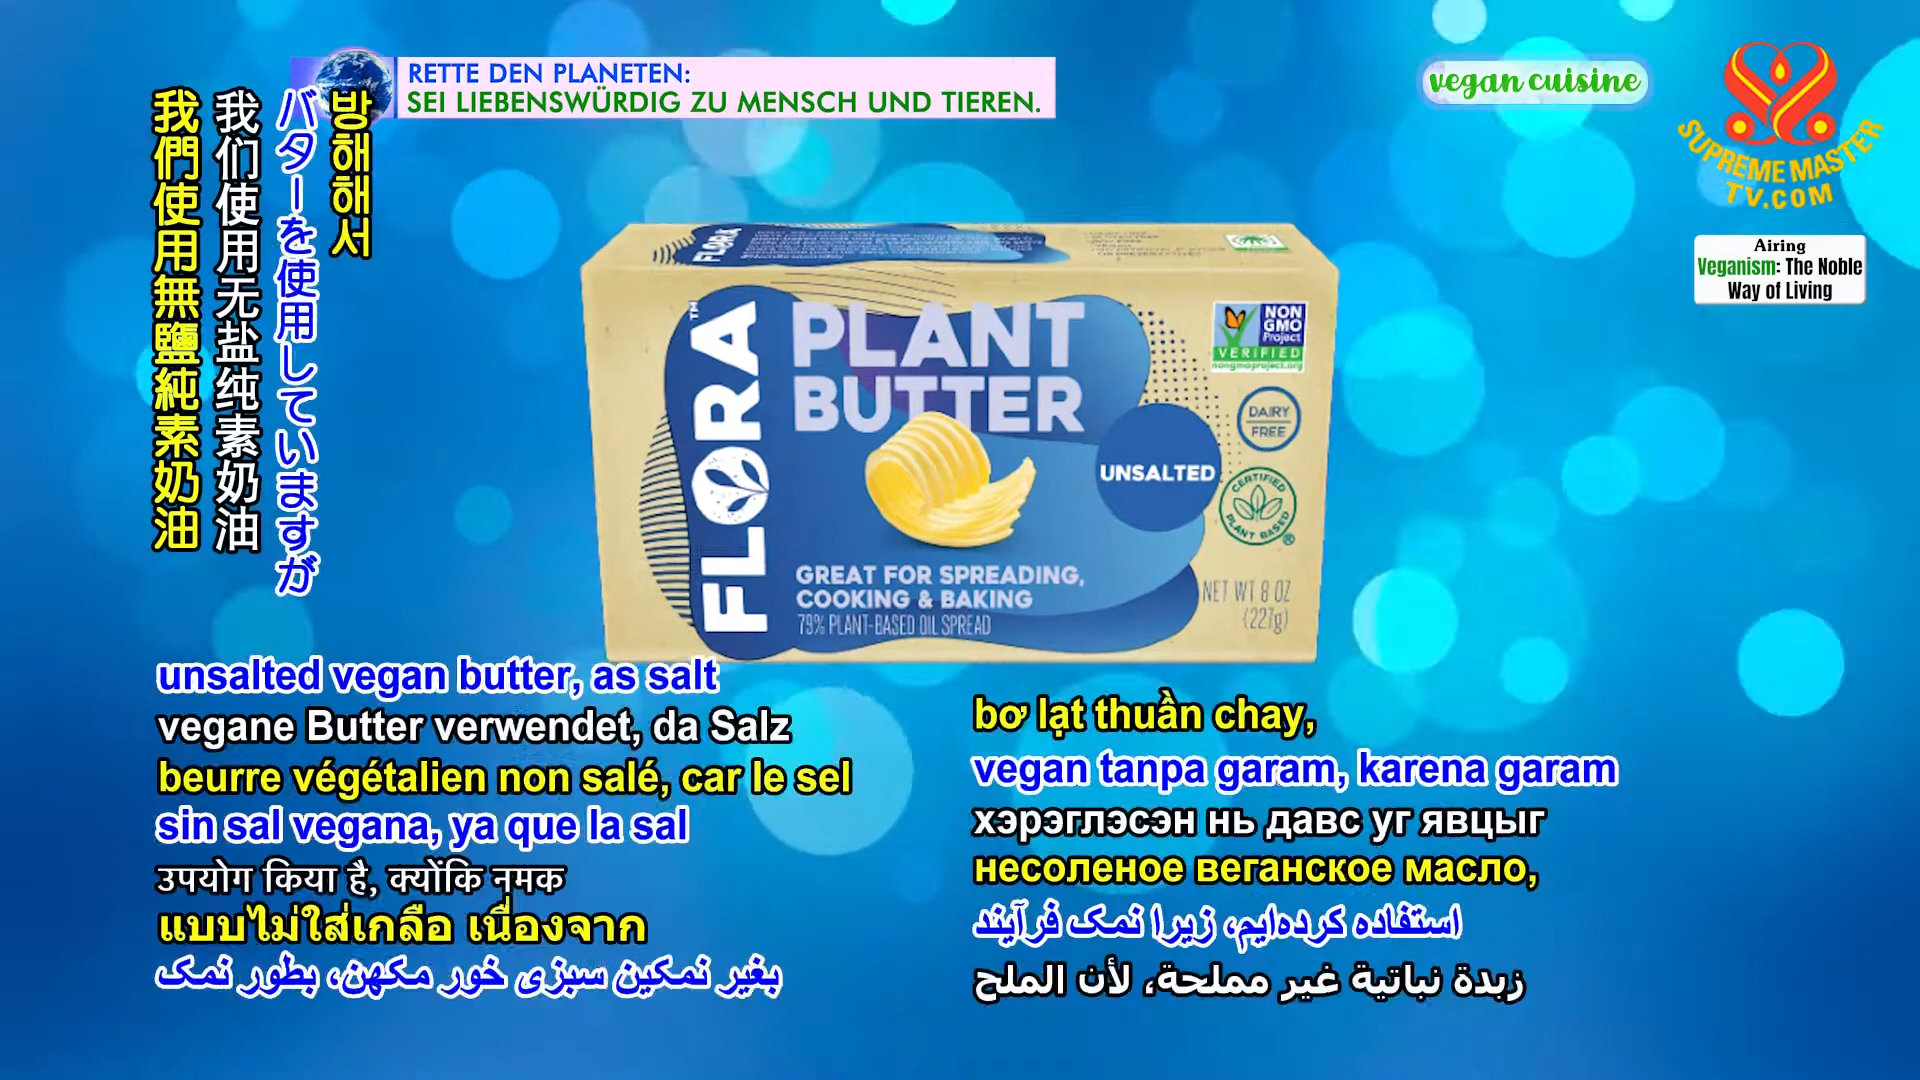 RETTE DEN PLANETEN:
SEI LIEBENSWÜRDIG ZU MENSCH UND TIEREN.
vegan cuisine
SUPREME MASTER
TV.COM
Airing
Veganism: The Noble
Way of Living
방해해서
バターを使用していますが
我们使用无盐纯素奶油
我們使用無鹽純素奶油
FLORA
FLORA™
PLANT
BUTTER
NON
GMO
Project
VERIFIED
nongmoproject.org
DAIRY
FREE
UNSALTED
CERTIFIED
PLANT BASED
GREAT FOR SPREADING,
COOKING & BAKING
79% PLANT-BASED OIL SPREAD
NET WT 8 OZ
(227g)
unsalted vegan butter, as salt
vegane Butter verwendet, da Salz
beurre végétalien non salé, car le sel
sin sal vegana, ya que la sal
उपयोग किया है, क्योंकि नमक
แบบไม่ใส่เกลือ เนื่องจาก
بغیر نمکین سبزی خور مکھن، بطور نمک
bơ lạt thuần chay,
vegan tanpa garam, karena garam
хэрэглэсэн нь давс уг явцыг
несоленое веганское масло,
استفاده کرده‌ایم، زیرا نمک فرآیند
زبدة نباتية غير مملحة، لأن الملح